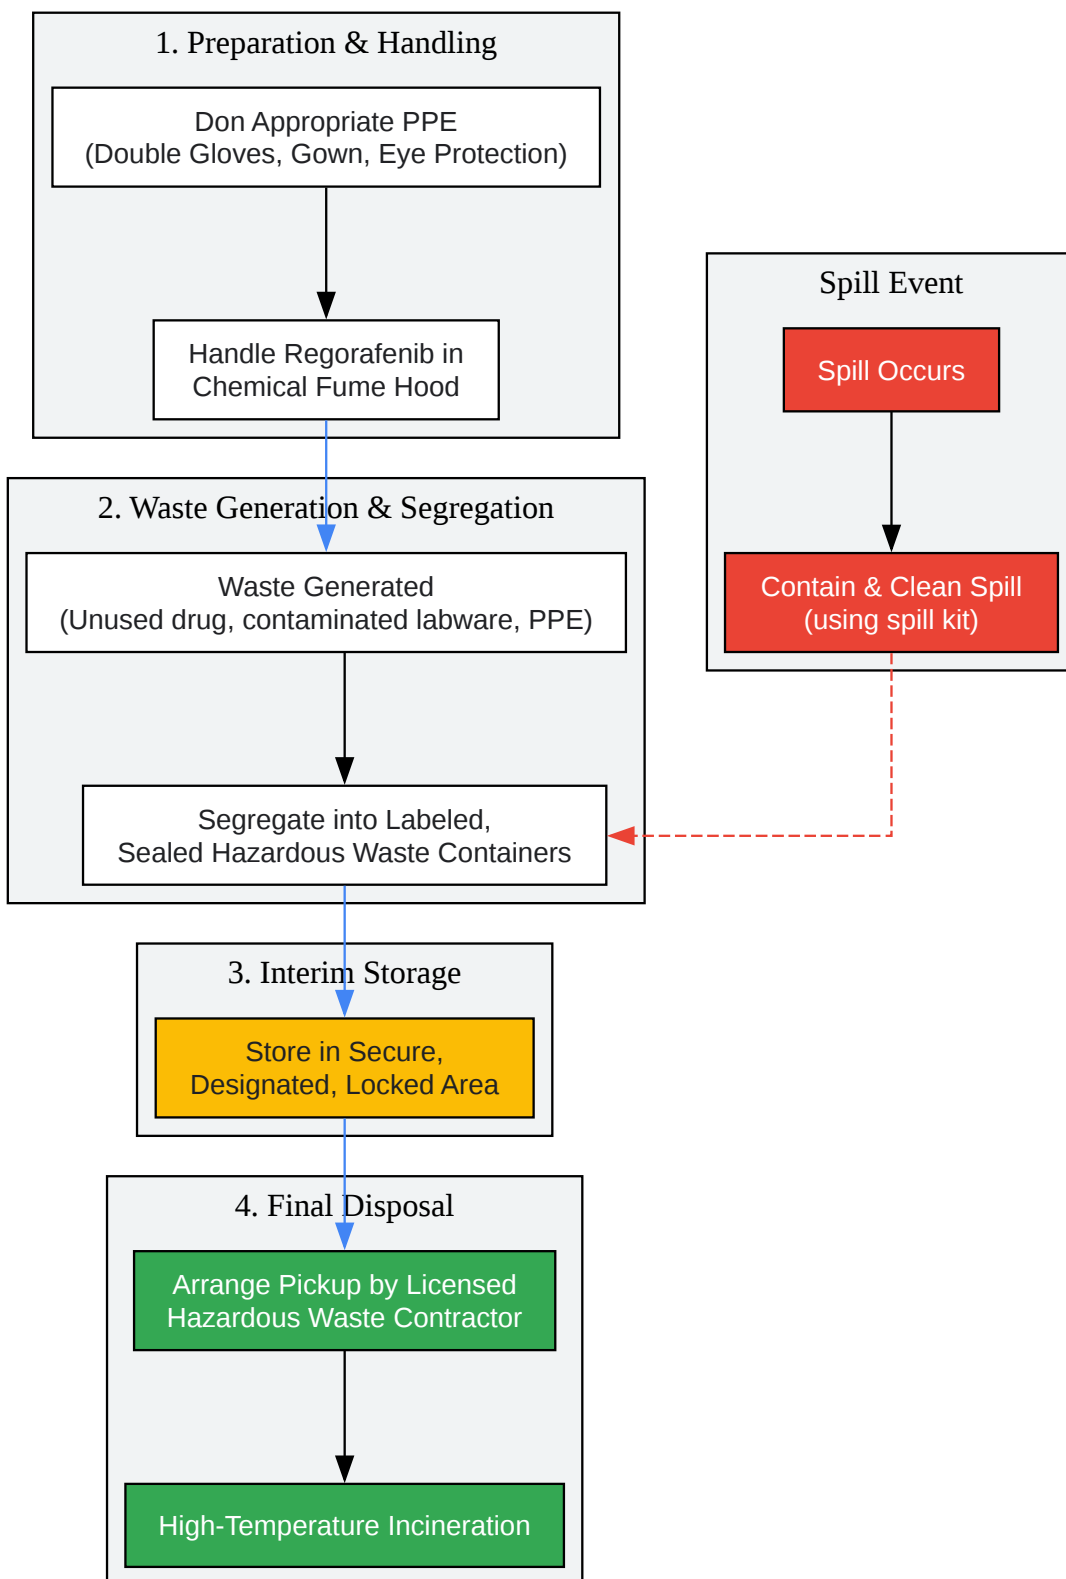 1. Preparation & Handling
Don Appropriate PPE
(Double Gloves, Gown, Eye Protection)
Handle Regorafenib in
Chemical Fume Hood
Spill Event
Spill Occurs
Contain & Clean Spill
(using spill kit)
2. Waste Generation & Segregation
Waste Generated
(Unused drug, contaminated labware, PPE)
Segregate into Labeled,
Sealed Hazardous Waste Containers
3. Interim Storage
Store in Secure,
Designated, Locked Area
4. Final Disposal
Arrange Pickup by Licensed
Hazardous Waste Contractor
High-Temperature Incineration